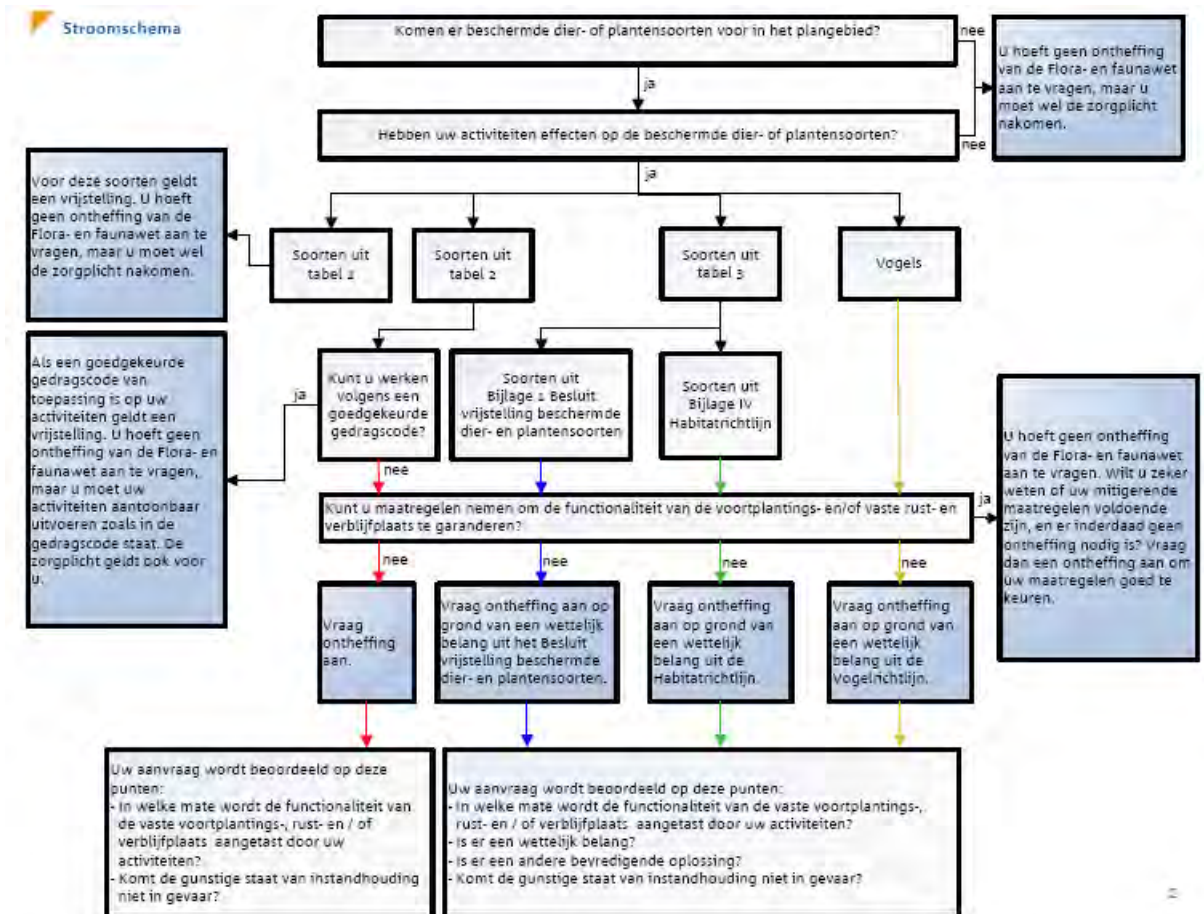 Stroomschema
Komen er beschermde dier- of plantensoorten voor in het plangebied?
nee
U hoeft geen ontheffing
van de Flora- en faunawet
aan te vragen, maar u
moet wel de zorgplicht
nakomen.
ja
Hebben uw activiteiten effecten op de beschermde dier- of plantensoorten?
nee
ja
Voor deze soorten geldt
een vrijstelling. U hoeft
geen ontheffing van de
Flora- en faunawet aan te
vragen, maar u moet wel
de zorgplicht nakomen.
Soorten uit
tabel 1
Soorten uit
tabel 2
Soorten uit
tabel 3
Vogels
Als een goedgekeurde
gedragscode van
toepassing is op uw
activiteiten geldt een
vrijstelling. U hoeft geen
ontheffing van de Flora- en
faunawet aan te vragen,
maar u moet uw
activiteiten aantoonbaar
uitvoeren zoals in de
gedragscode staat. De
zorgplicht geldt ook voor
u.
ja
Kunt u werken
volgens een
goedgekeurde
gedragscode?
Soorten uit
Bijlage 1 Besluit
vrijstelling beschermde
dier- en plantensoorten
Soorten uit
Bijlage IV
Habitatrichtlijn
nee
Kunt u maatregelen nemen om de functionaliteit van de voortplantings- en/of vaste rust- en
verblijfplaats te garanderen?
ja
U hoeft geen ontheffing
van de Flora- en faunawet
aan te vragen. Wilt u zeker
weten of uw mitigerende
maatregelen voldoende
zijn, en er inderdaad geen
ontheffing nodig is? Vraag
dan een ontheffing aan om
uw maatregelen goed te
keuren.
nee
nee
nee
nee
Vraag
ontheffing
aan.
Vraag ontheffing aan op
grond van een wettelijk
belang uit het Besluit
vrijstelling beschermde
dier- en plantensoorten.
Vraag ontheffing
aan op grond van
een wettelijk
belang uit de
Habitatrichtlijn.
Vraag ontheffing
aan op grond van
een wettelijk
belang uit de
Vogelrichtlijn.
Uw aanvraag wordt beoordeeld op deze
punten:
- In welke mate wordt de functionaliteit van
de vaste voortplantings-, rust- en / of
verblijfplaats aangetast door uw
activiteiten?
- Komt de gunstige staat van instandhouding
niet in gevaar?
Uw aanvraag wordt beoordeeld op deze punten:
- In welke mate wordt de functionaliteit van de vaste voortplantings-,
rust- en / of verblijfplaats aangetast door uw activiteiten?
- Is er een wettelijk belang?
- Is er een andere bevredigende oplossing?
- Komt de gunstige staat van instandhouding niet in gevaar?